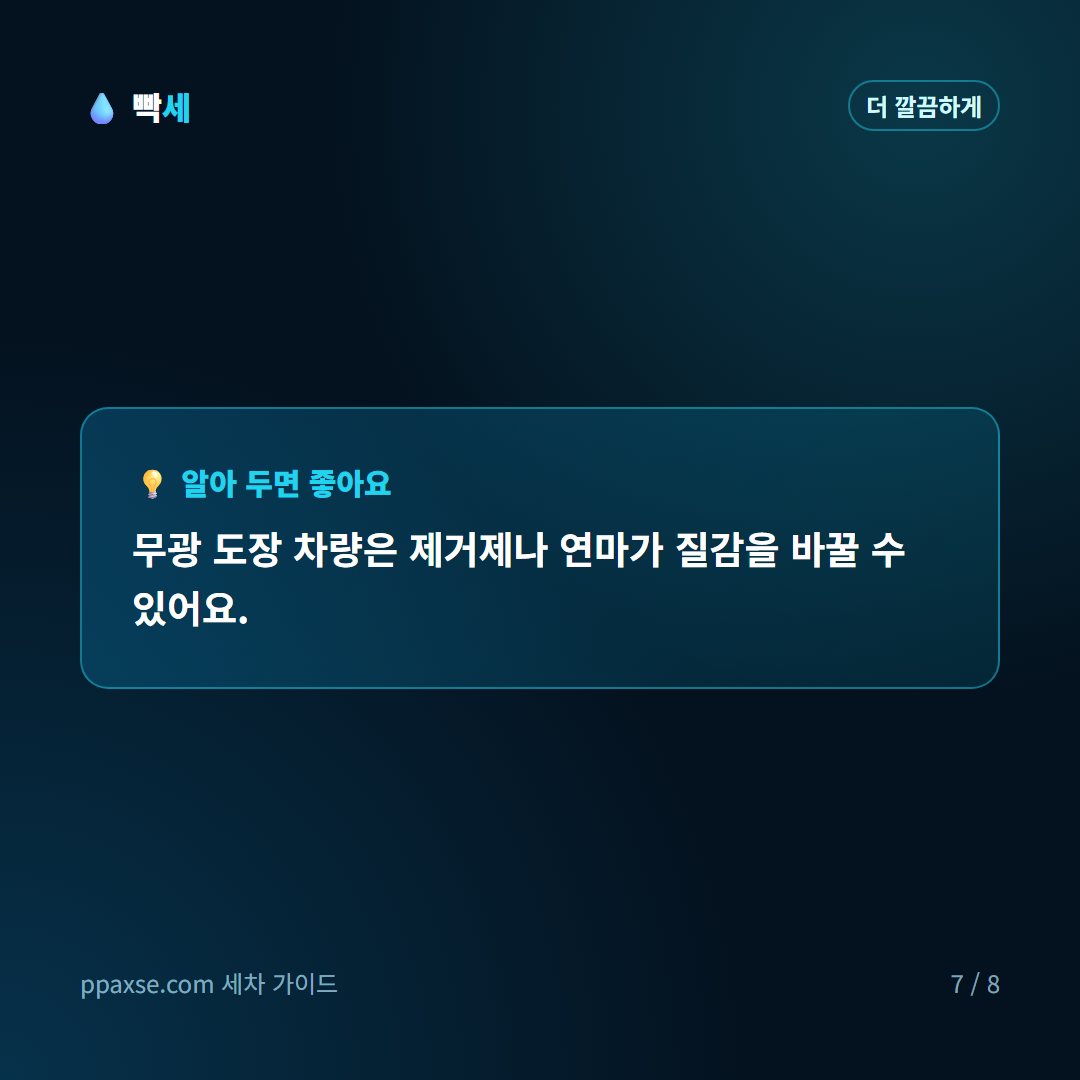 빡세
더 깔끔하게
알아 두면 좋아요
무광 도장 차량은 제거제나 연마가 질감을 바꿀 수
있어요.
ppaxse.com 세차 가이드
7 / 8